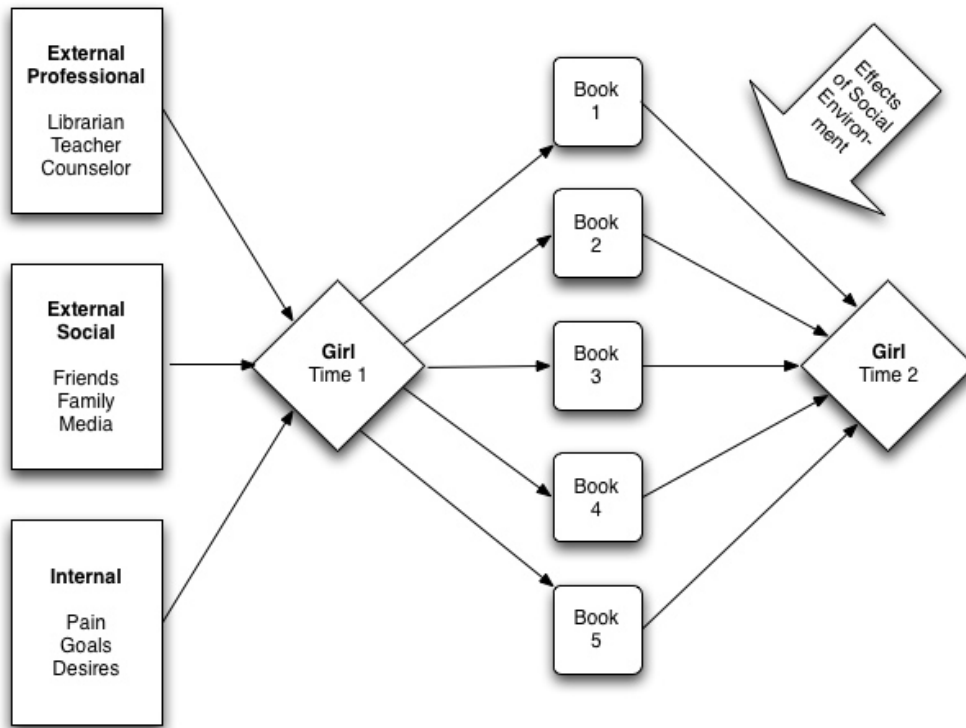 External
Professional
Librarian
Teacher
Counselor
External
Social
Friends
Family
Media
Internal
Pain
Goals
Desires
Girl
Time 1
Book
1
Book
2
Book
3
Book
4
Book
5
Effects
of Social
Environ-
ment
Girl
Time 2